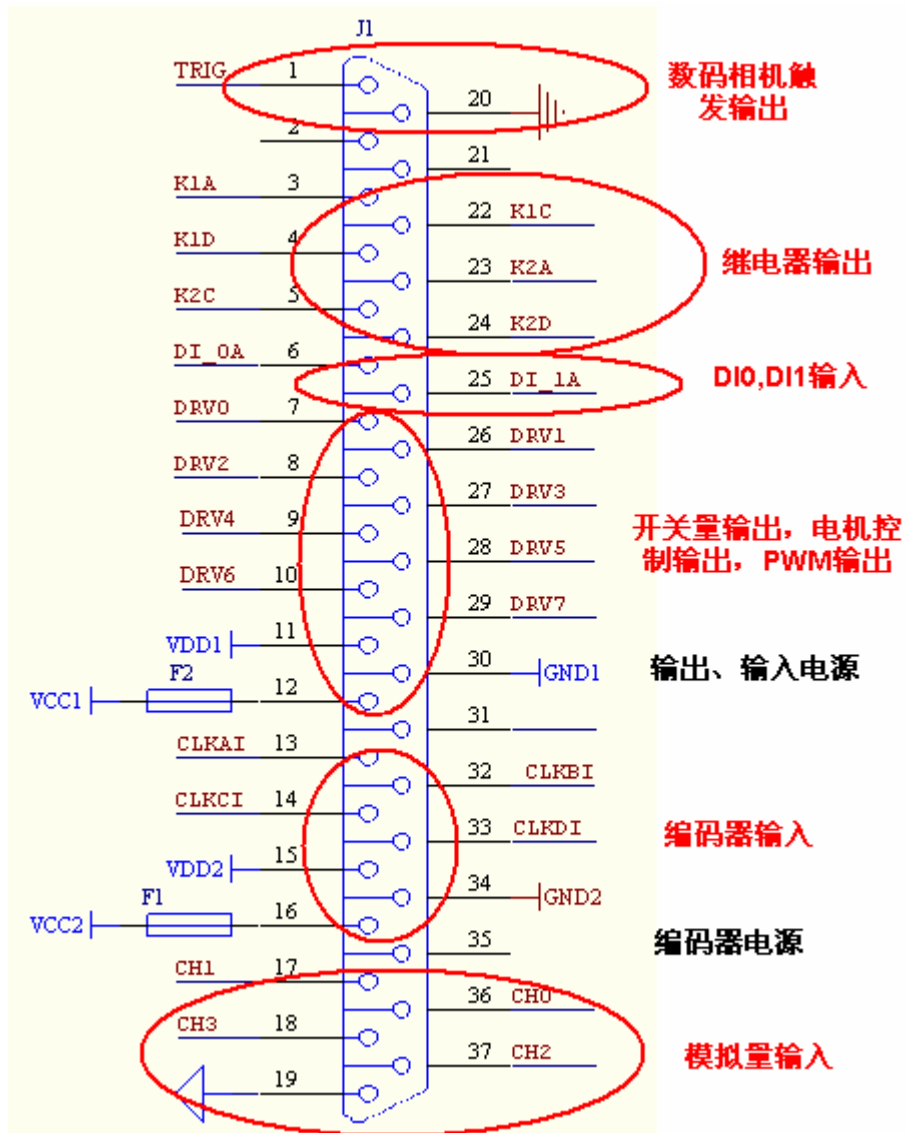 J1
TRIG 1
20
数码相机触
发输出
2
21
K1A 3
22 K1C
K1D 4
23 K2A
继电器输出
K2C 5
24 K2D
DI_0A 6
25 DI_1A
DI0,DI1输入
DRV0 7
26 DRV1
DRV2 8
27 DRV3
DRV4 9
开关量输出，电机控
制输出，PWM输出
28 DRV5
DRV6 10
29 DRV7
VDD1 11
30 GND1
输出、输入电源
F2
VCC1 12
31
CLKAI 13
32 CLKBI
CLKCI 14
33 CLKDI
编码器输入
VDD2 15
34 GND2
F1
VCC2 16
35
编码器电源
CH1 17
36 CH0
CH3 18
37 CH2
模拟量输入
19